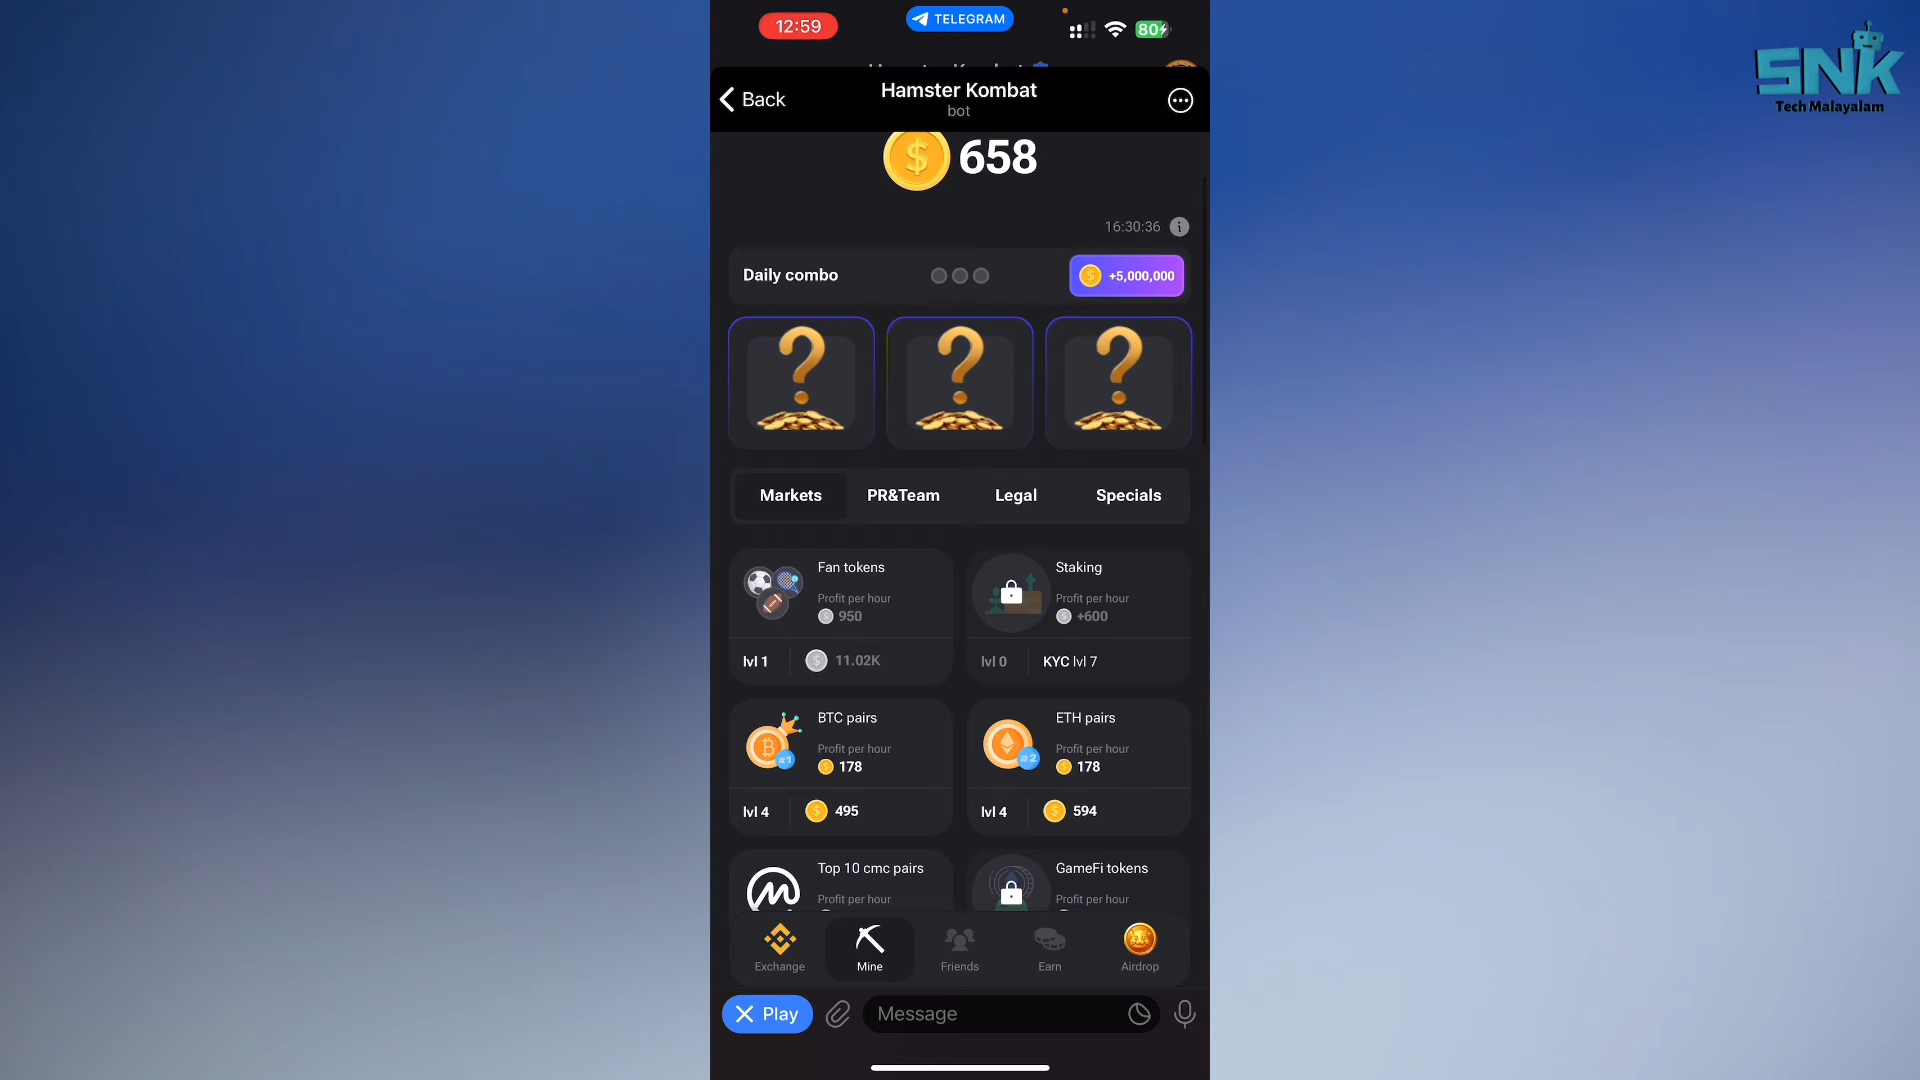 12:59
TELEGRAM
80
SNK
Tech Malayalam
Back
Hamster Kombat
bot
$ 658
16:30:36
Daily combo
+5,000,000
Markets
PR&Team
Legal
Specials
Fan tokens
Profit per hour
950
lvl 1
11.02K
Staking
Profit per hour
+600
lvl 0
KYC lvl 7
BTC pairs
#1
Profit per hour
178
lvl 4
495
ETH pairs
#2
Profit per hour
178
lvl 4
594
Top 10 cmc pairs
Profit per hour
GameFi tokens
Profit per hour
Exchange
Mine
Friends
Earn
Airdrop
Play
Message